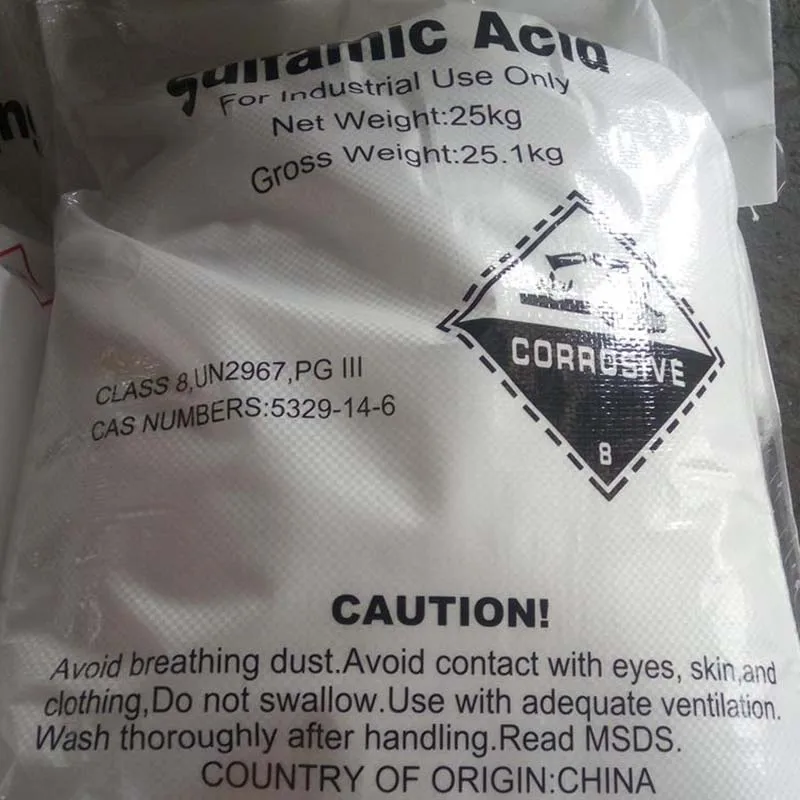 Sulfamic Acid
For Industrial Use Only
Net Weight:25kg
Gross Weight:25.1kg
CORROSIVE
8
CLASS 8,UN2967,PG III
CAS NUMBERS:5329-14-6
CAUTION!
Avoid breathing dust.Avoid contact with eyes, skin,and
clothing,Do not swallow.Use with adequate ventilation.
Wash thoroughly after handling.Read MSDS.
COUNTRY OF ORIGIN:CHINA